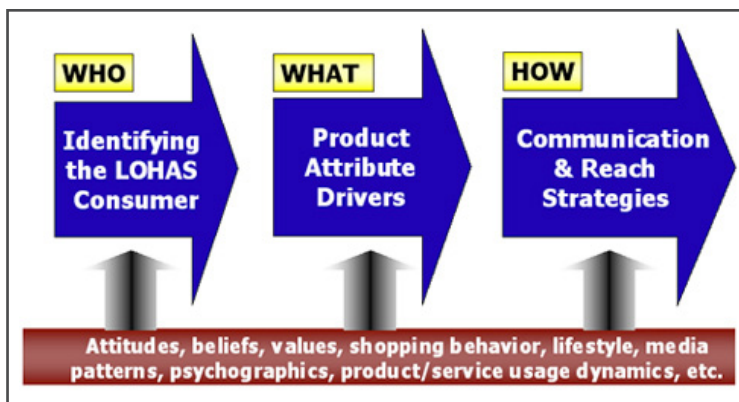 WHO
Identifying
the LOHAS
Consumer
WHAT
Product
Attribute
Drivers
HOW
Communication
& Reach
Strategies
Attitudes, beliefs, values, shopping behavior, lifestyle, media
patterns, psychographics, product/service usage dynamics, etc.